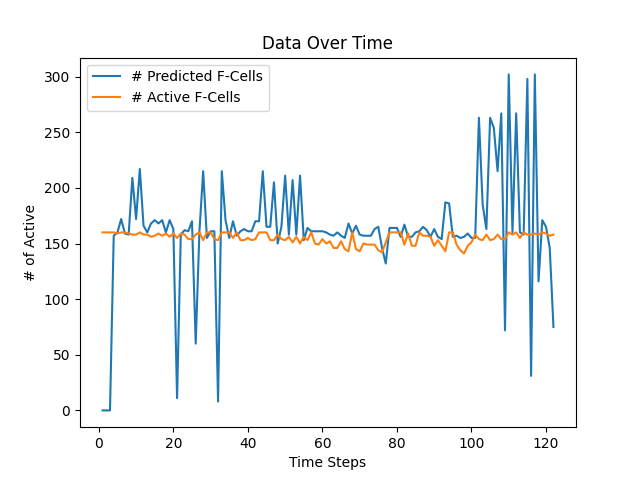 Data Over Time
# Predicted F-Cells
# Active F-Cells
# of Active
300
250
200
150
100
50
0
0 20 40 60 80 100 120
Time Steps